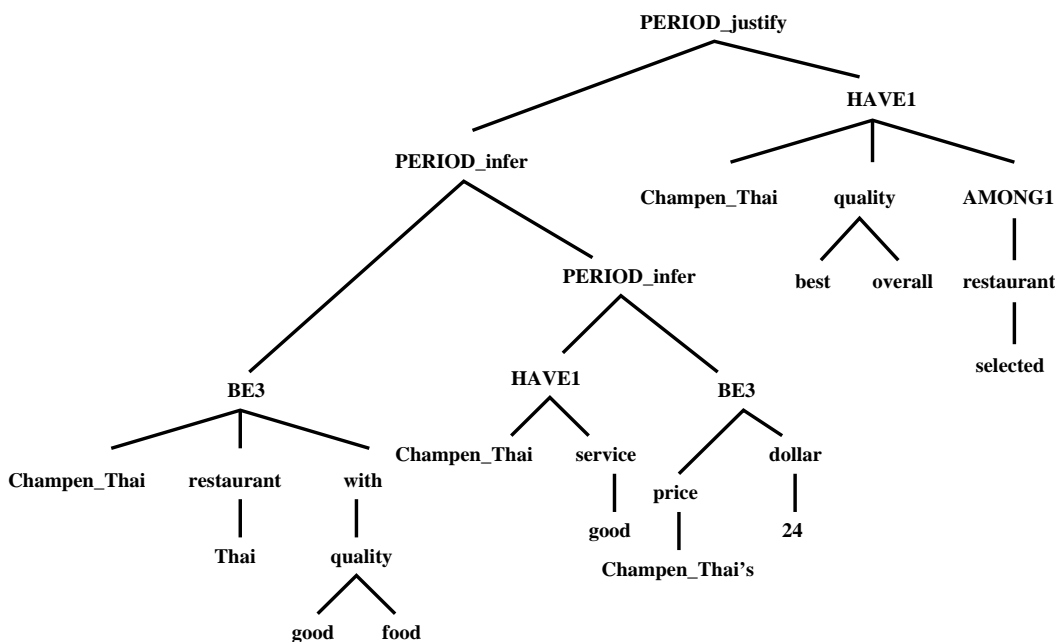 PERIOD_justify
HAVE1
PERIOD_infer
Champen_Thai quality AMONG1
PERIOD_infer
best overall restaurant
selected
HAVE1
BE3 BE3
Champen_Thai service dollar
Champen_Thai restaurant with
price
good 24
Thai quality
Champen_Thai's
good food